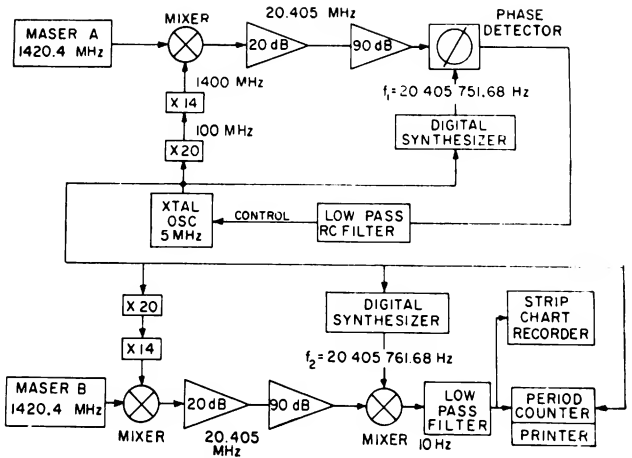 MASER A
1420.4 MHz
MIXER
20 dB
20.405 MHz
90 dB
PHASE
DETECTOR
1400 MHz
X 14
100 MHz
X 20
f₁= 20 405 751.68 Hz
DIGITAL
SYNTHESIZER
XTAL
OSC
5 MHz
CONTROL
LOW PASS
RC FILTER
X 20
X 14
DIGITAL
SYNTHESIZER
f₂= 20 405 761.68 Hz
STRIP
CHART
RECORDER
MASER B
1420.4 MHz
MIXER
20 dB
20.405
MHz
90 dB
MIXER
10 Hz
LOW
PASS
FILTER
PERIOD
COUNTER
PRINTER